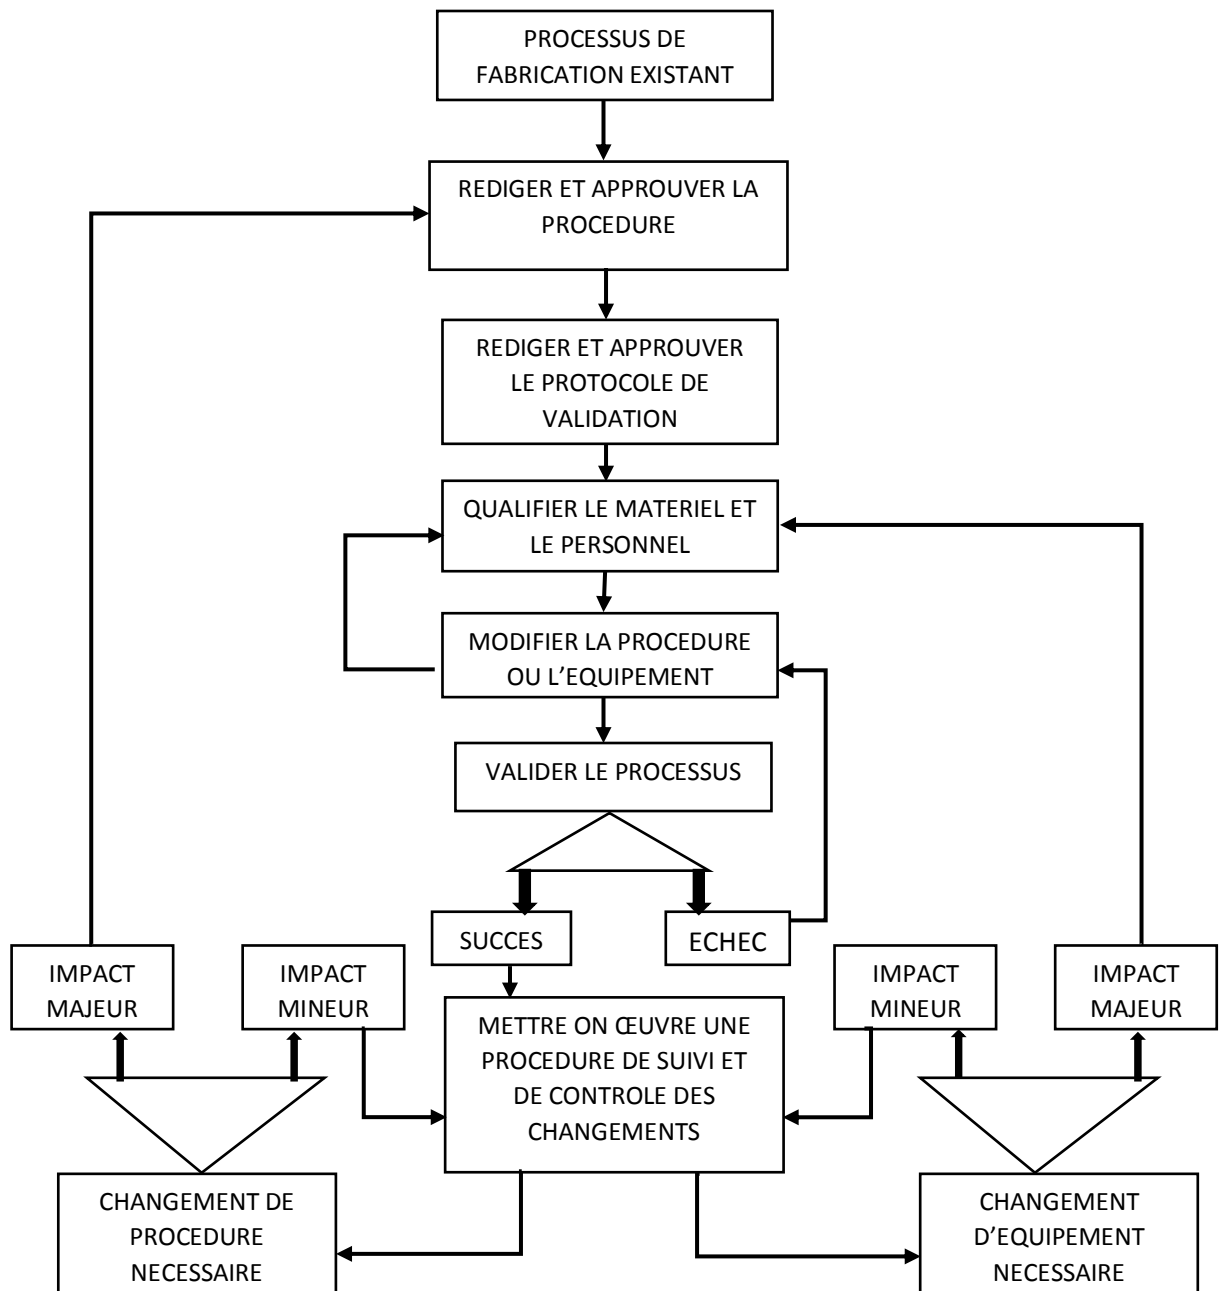 PROCESSUS DE
FABRICATION EXISTANT
REDIGER ET APPROUVER LA
PROCEDURE
REDIGER ET APPROUVER
LE PROTOCOLE DE
VALIDATION
QUALIFIER LE MATERIEL ET
LE PERSONNEL
MODIFIER LA PROCEDURE
OU L’EQUIPEMENT
VALIDER LE PROCESSUS
SUCCES
ECHEC
IMPACT
MAJEUR
IMPACT
MINEUR
METTRE ON ŒUVRE UNE
PROCEDURE DE SUIVI ET
DE CONTROLE DES
CHANGEMENTS
IMPACT
MINEUR
IMPACT
MAJEUR
CHANGEMENT DE
PROCEDURE
NECESSAIRE
CHANGEMENT
D’EQUIPEMENT
NECESSAIRE